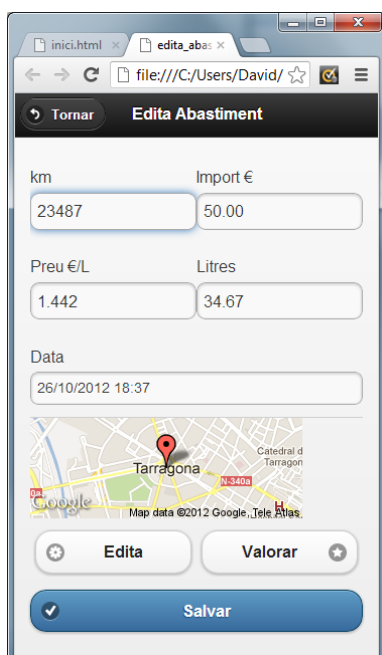 inici.html
edita_abas
file:///C:/Users/David/
Tornar
Edita Abastiment
km Import €
23487 50.00
Preu €/L Litres
1.442 34.67
Data
26/10/2012 18:37
Catedral d
Tarragon
Tarragona
N-340a
Google
Map data ©2012 Google, Tele Atlas
Edita Valorar
Salvar